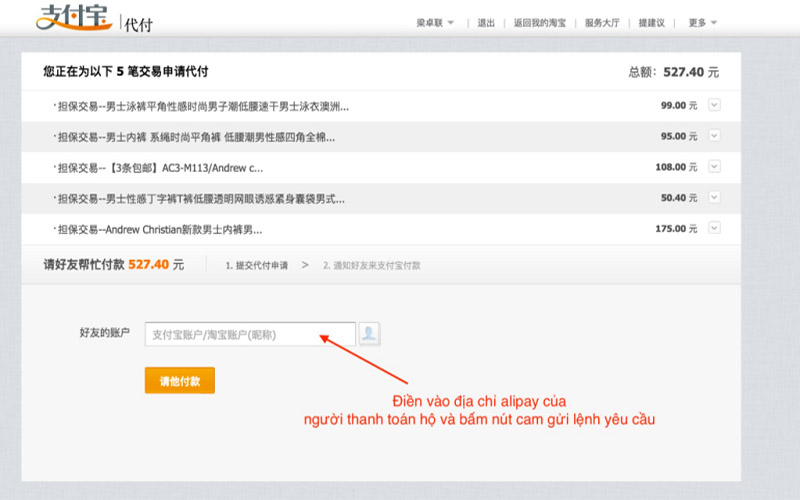 支付宝 | 代付
梁卓联 | 退出 | 返回我的淘宝 | 服务大厅 | 提建议 | 更多
您正在为以下 5 笔交易申请代付 总额：527.40 元
·担保交易--男士泳裤平角性感时尚男子潮低腰速干男士泳衣澳洲... 99.00 元
·担保交易--男士内裤 系绳时尚平角裤 低腰潮男性感四角全棉... 95.00 元
·担保交易--【3条包邮】AC3-M113/Andrew c... 108.00 元
·担保交易--男士性感丁字裤T裤低腰透明网眼诱惑紧身囊袋男式... 50.40 元
·担保交易--Andrew Christian新款男士内裤男... 175.00 元
请好友帮忙付款 527.40 元 1. 提交代付申请 > 2. 通知好友来支付宝付款
好友的账户 支付宝账户/淘宝账户(昵称)
请他付款
Điền vào địa chỉ alipay của
người thanh toán hộ và bấm nút cam gửi lệnh yêu cầu